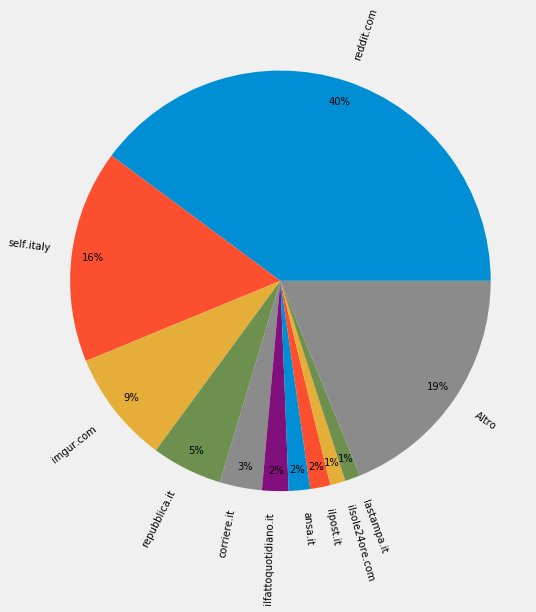 reddit.com
40%
self.italy
16%
imgur.com
9%
repubblica.it
5%
corriere.it
3%
ilfattoquotidiano.it
2%
ansa.it
2%
ilpost.it
2%
ilsole24ore.com
1%
lastampa.it
1%
Altro
19%